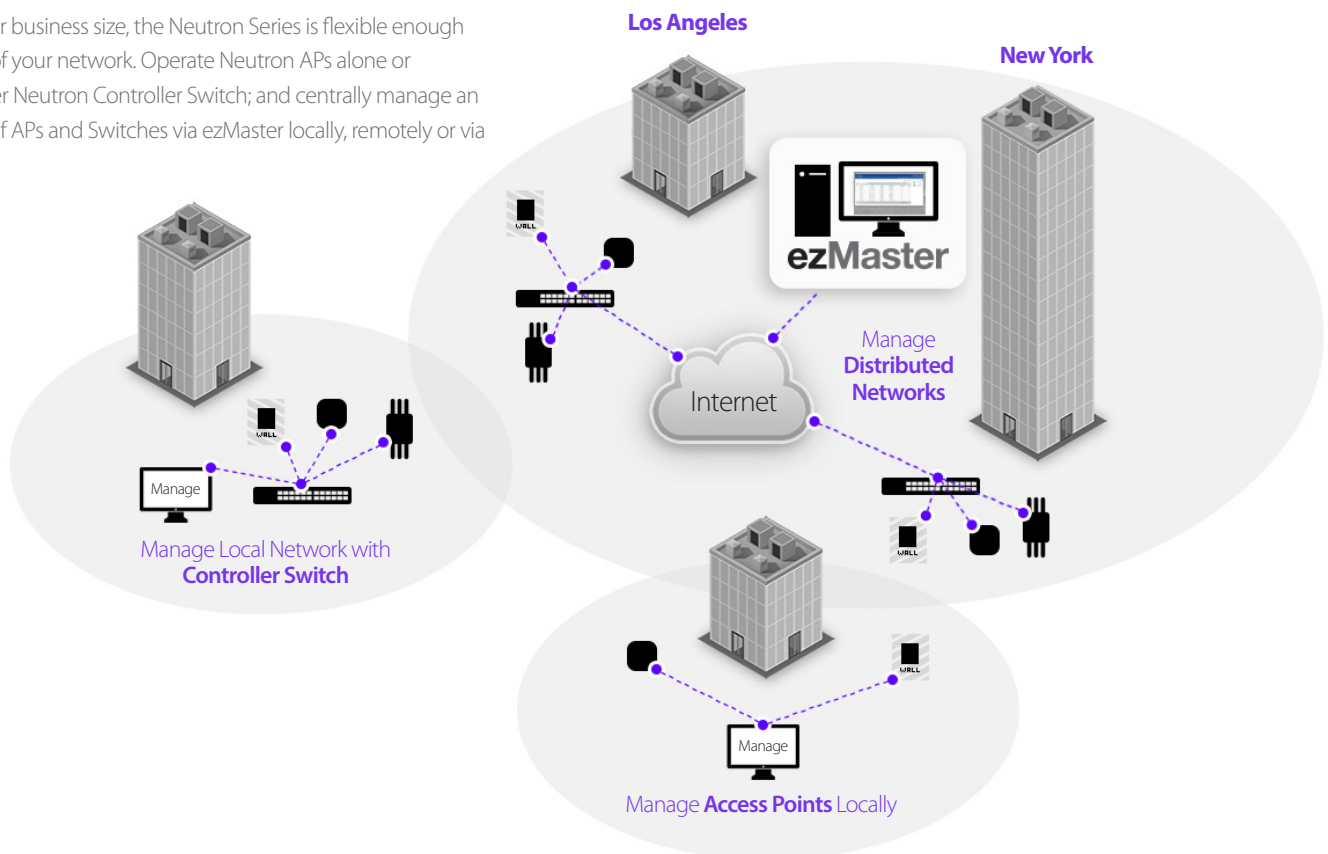 r business size, the Neutron Series is flexible enough
of your network. Operate Neutron APs alone or
er Neutron Controller Switch; and centrally manage an
f APs and Switches via ezMaster locally, remotely or via
Los Angeles
New York
WALL
ezMaster
Manage
Distributed
Networks
Internet
WALL
Manage
Manage Local Network with
Controller Switch
WALL
WALL
Manage
Manage Access Points Locally